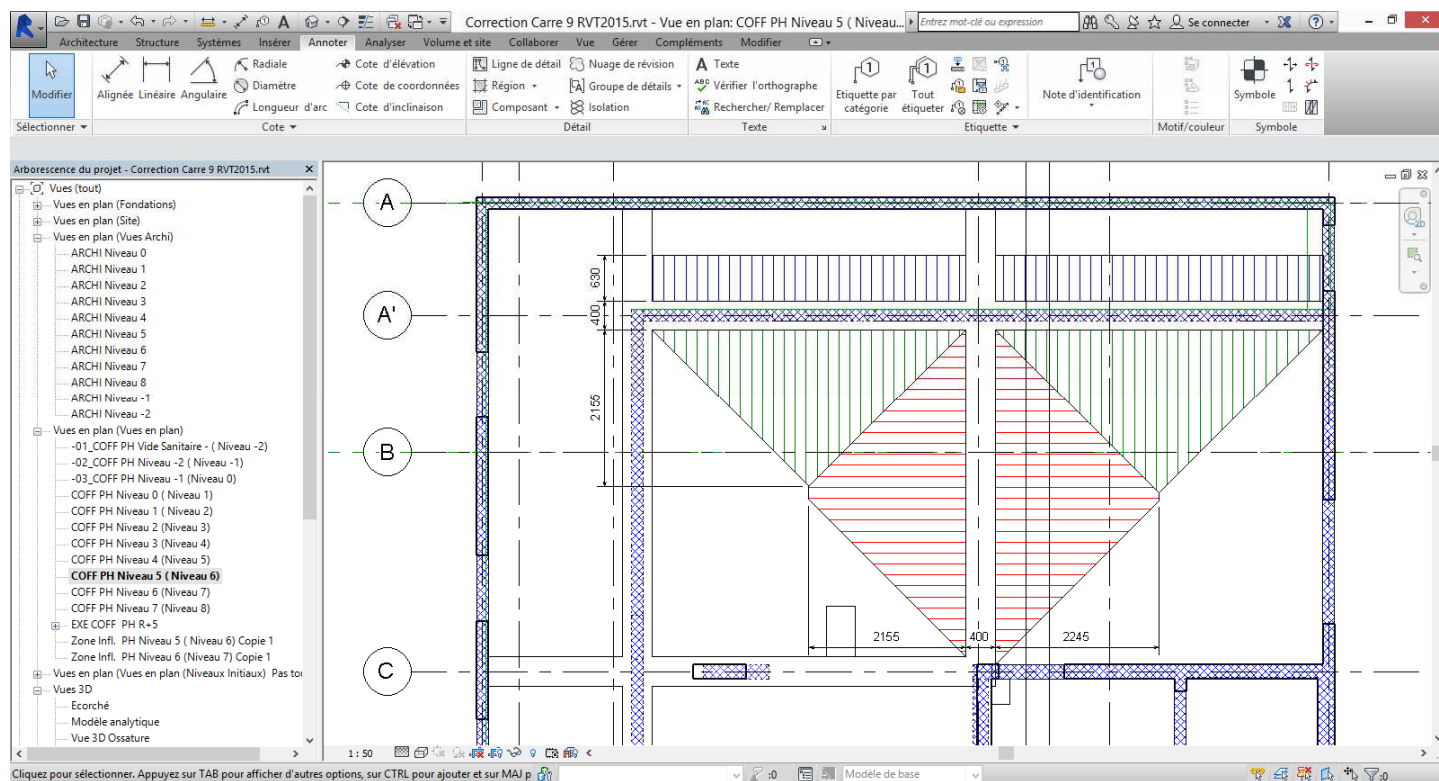 Correction Carre 9 RVT2015.rvt - Vue en plan: COFF PH Niveau 5 ( Niveau...
Entrez mot-clé ou expression
Se connecter
Architecture Structure Systèmes Insérer Annoter Analyser Volume et site Collaborer Vue Gérer Compléments Modifier
Modifier
Alignée Linéaire Angulaire
Radiale
Diamètre
Longueur d'arc
Cote d'élévation
Cote de coordonnées
Cote d'inclinaison
Ligne de détail
Région
Composant
Nuage de révision
Groupe de détails
Isolation
A Texte
Vérifier l'orthographe
Rechercher/ Remplacer
Etiquette par catégorie
Tout étiqueter
Note d'identification
Symbole
Sélectionner Cote Détail Texte Etiquette Motif/couleur Symbole
Arborescence du projet - Correction Carre 9 RVT2015.rvt
Vues (tout)
Vues en plan (Fondations)
Vues en plan (Site)
Vues en plan (Vues Archi)
ARCHI Niveau 0
ARCHI Niveau 1
ARCHI Niveau 2
ARCHI Niveau 3
ARCHI Niveau 4
ARCHI Niveau 5
ARCHI Niveau 6
ARCHI Niveau 7
ARCHI Niveau 8
ARCHI Niveau -1
ARCHI Niveau -2
Vues en plan (Vues en plan)
-01_COFF PH Vide Sanitaire - ( Niveau -2)
-02_COFF PH Niveau -2 ( Niveau -1)
-03_COFF PH Niveau -1 (Niveau 0)
COFF PH Niveau 0 ( Niveau 1)
COFF PH Niveau 1 ( Niveau 2)
COFF PH Niveau 2 (Niveau 3)
COFF PH Niveau 3 (Niveau 4)
COFF PH Niveau 4 (Niveau 5)
COFF PH Niveau 5 ( Niveau 6)
COFF PH Niveau 6 (Niveau 7)
COFF PH Niveau 7 (Niveau 8)
EXE COFF PH R+5
Zone Infl. PH Niveau 5 ( Niveau 6) Copie 1
Zone Infl. PH Niveau 6 (Niveau 7) Copie 1
Vues en plan (Vues en plan (Niveaux Initiaux) Pas tou
Vues 3D
Ecorché
Modèle analytique
Vue 3D Ossature
A
A'
B
C
630
400
2155
2155
400
2245
1 : 50
Cliquez pour sélectionner. Appuyez sur TAB pour afficher d'autres options, sur CTRL pour ajouter et sur MAJ p
:0
Modèle de base
:0